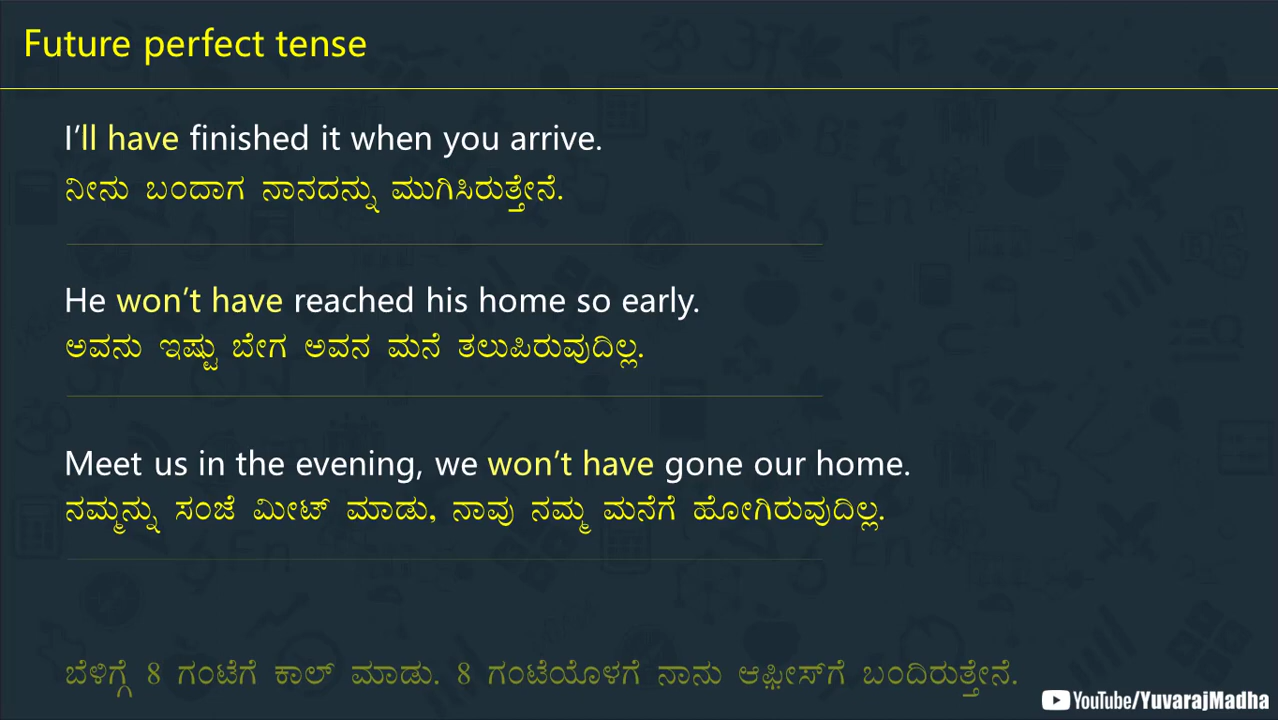 Future perfect tense
I'll have finished it when you arrive.
ನೀನು ಬಂದಾಗ ನಾನದನ್ನು ಮುಗಿಸಿರುತ್ತೇನೆ.
He won't have reached his home so early.
ಅವನು ಇಷ್ಟು ಬೇಗ ಅವನ ಮನೆ ತಲುಪಿರುವುದಿಲ್ಲ.
Meet us in the evening, we won't have gone our home.
ನಮ್ಮನ್ನು ಸಂಜೆ ಮೀಟ್ ಮಾಡು, ನಾವು ನಮ್ಮ ಮನೆಗೆ ಹೋಗಿರುವುದಿಲ್ಲ.
ಬೆಳಿಗ್ಗೆ 8 ಗಂಟೆಗೆ ಕಾಲ್ ಮಾಡು. 8 ಗಂಟೆಯೊಳಗೆ ನಾನು ಆಫೀಸ್‌ಗೆ ಬಂದಿರುತ್ತೇನೆ.
YouTube/YuvarajMadha